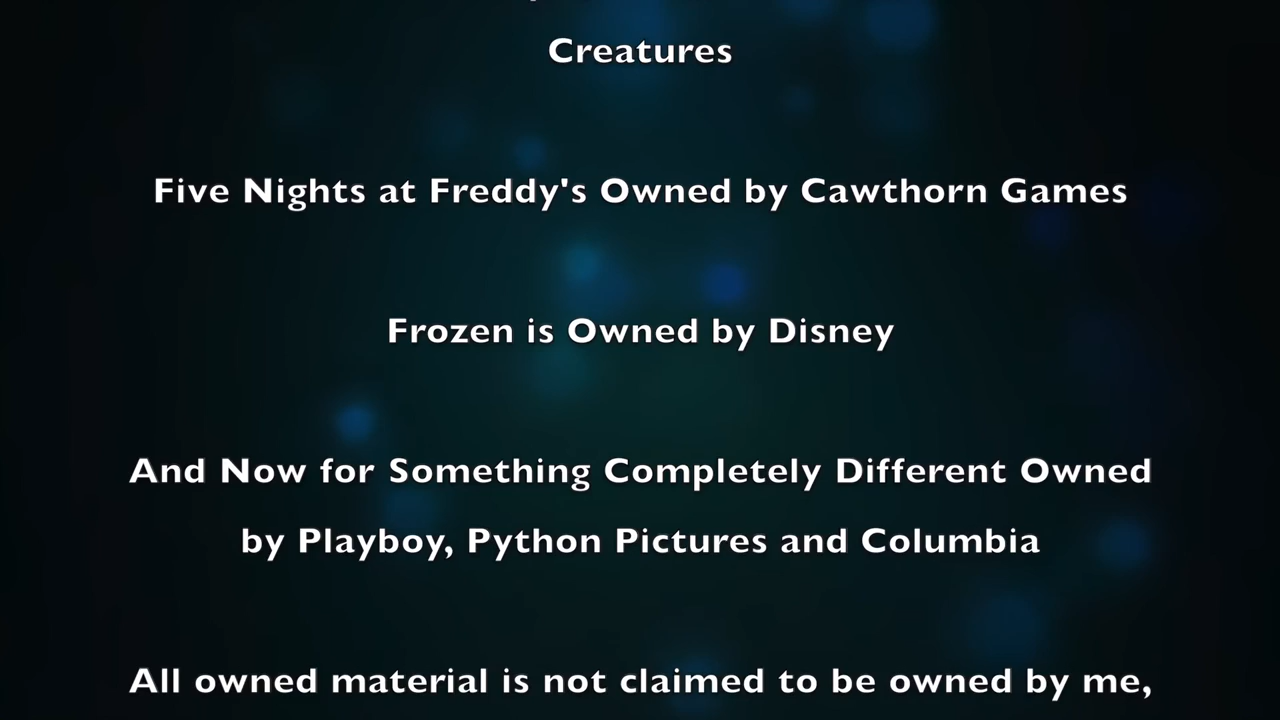 Creatures
Five Nights at Freddy's Owned by Cawthorn Games
Frozen is Owned by Disney
And Now for Something Completely Different Owned
by Playboy, Python Pictures and Columbia
All owned material is not claimed to be owned by me,